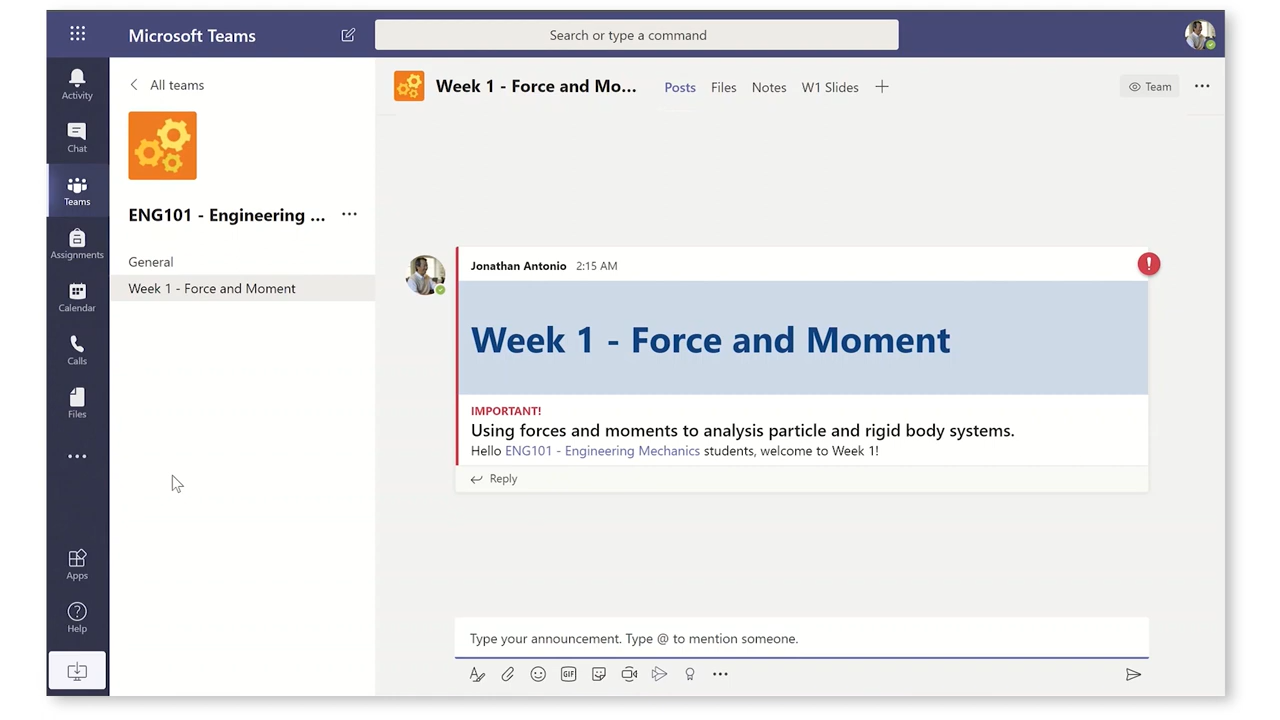 Microsoft Teams
Search or type a command
Activity
Chat
Teams
Assignments
Calendar
Calls
Files
Apps
Help
All teams
ENG101 - Engineering ...
General
Week 1 - Force and Moment
Week 1 - Force and Mo...
Posts
Files
Notes
W1 Slides
Team
Jonathan Antonio 2:15 AM
Week 1 - Force and Moment
IMPORTANT!
Using forces and moments to analysis particle and rigid body systems.
Hello ENG101 - Engineering Mechanics students, welcome to Week 1!
Reply
Type your announcement. Type @ to mention someone.
GIF